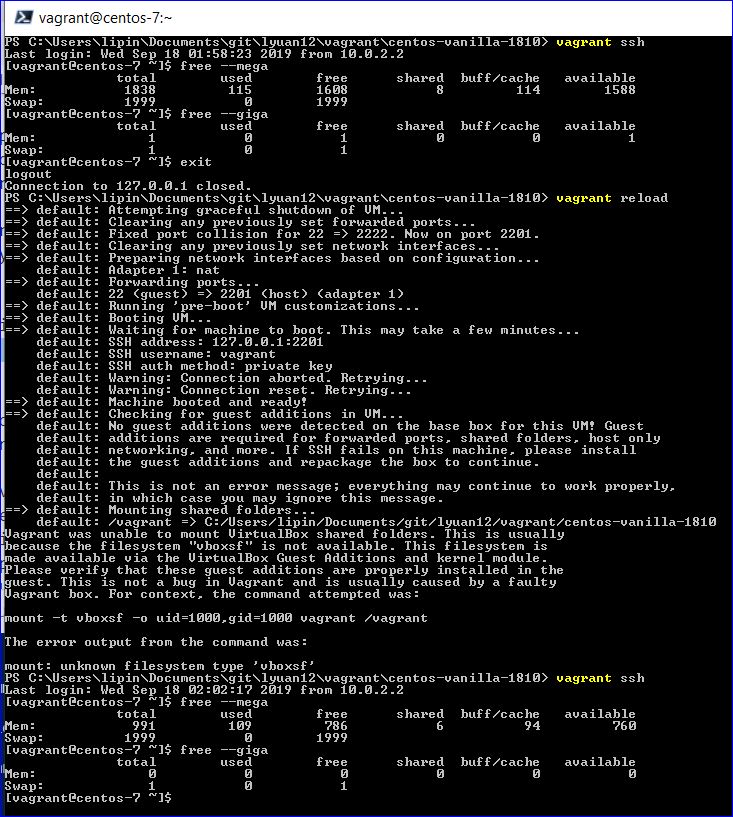 vagrant@centos-7:~
PS C:\Users\lipin\Documents\git\lyuan12\vagrant\centos-vanilla-1810> vagrant ssh
Last login: Wed Sep 18 01:58:23 2019 from 10.0.2.2
[vagrant@centos-7 ~]$ free --mega
              total        used        free      shared  buff/cache   available
Mem:           1838         115        1608           8         114        1588
Swap:          1999           0        1999
[vagrant@centos-7 ~]$ free --giga
              total        used        free      shared  buff/cache   available
Mem:              1           0           1           0           0           1
Swap:             1           0           1
[vagrant@centos-7 ~]$ exit
logout
Connection to 127.0.0.1 closed.
PS C:\Users\lipin\Documents\git\lyuan12\vagrant\centos-vanilla-1810> vagrant reload
==> default: Attempting graceful shutdown of VM...
==> default: Clearing any previously set forwarded ports...
==> default: Fixed port collision for 22 => 2222. Now on port 2201.
==> default: Clearing any previously set network interfaces...
==> default: Preparing network interfaces based on configuration...
    default: Adapter 1: nat
==> default: Forwarding ports...
    default: 22 (guest) => 2201 (host) (adapter 1)
==> default: Running 'pre-boot' VM customizations...
==> default: Booting VM...
==> default: Waiting for machine to boot. This may take a few minutes...
    default: SSH address: 127.0.0.1:2201
    default: SSH username: vagrant
    default: SSH auth method: private key
    default: Warning: Connection aborted. Retrying...
    default: Warning: Connection reset. Retrying...
==> default: Machine booted and ready!
==> default: Checking for guest additions in VM...
    default: No guest additions were detected on the base box for this VM! Guest
    default: additions are required for forwarded ports, shared folders, host only
    default: networking, and more. If SSH fails on this machine, please install
    default: the guest additions and repackage the box to continue.
    default:
    default: This is not an error message; everything may continue to work properly,
    default: in which case you may ignore this message.
==> default: Mounting shared folders...
    default: /vagrant => C:/Users/lipin/Documents/git/lyuan12/vagrant/centos-vanilla-1810
Vagrant was unable to mount VirtualBox shared folders. This is usually
because the filesystem "vboxsf" is not available. This filesystem is
made available via the VirtualBox Guest Additions and kernel module.
Please verify that these guest additions are properly installed in the
guest. This is not a bug in Vagrant and is usually caused by a faulty
Vagrant box. For context, the command attempted was:
mount -t vboxsf -o uid=1000,gid=1000 vagrant /vagrant
The error output from the command was:
mount: unknown filesystem type 'vboxsf'
PS C:\Users\lipin\Documents\git\lyuan12\vagrant\centos-vanilla-1810> vagrant ssh
Last login: Wed Sep 18 02:02:17 2019 from 10.0.2.2
[vagrant@centos-7 ~]$ free --mega
              total        used        free      shared  buff/cache   available
Mem:            991         109         786           6          94         760
Swap:          1999           0        1999
[vagrant@centos-7 ~]$ free --giga
              total        used        free      shared  buff/cache   available
Mem:              0           0           0           0           0           0
Swap:             1           0           1
[vagrant@centos-7 ~]$